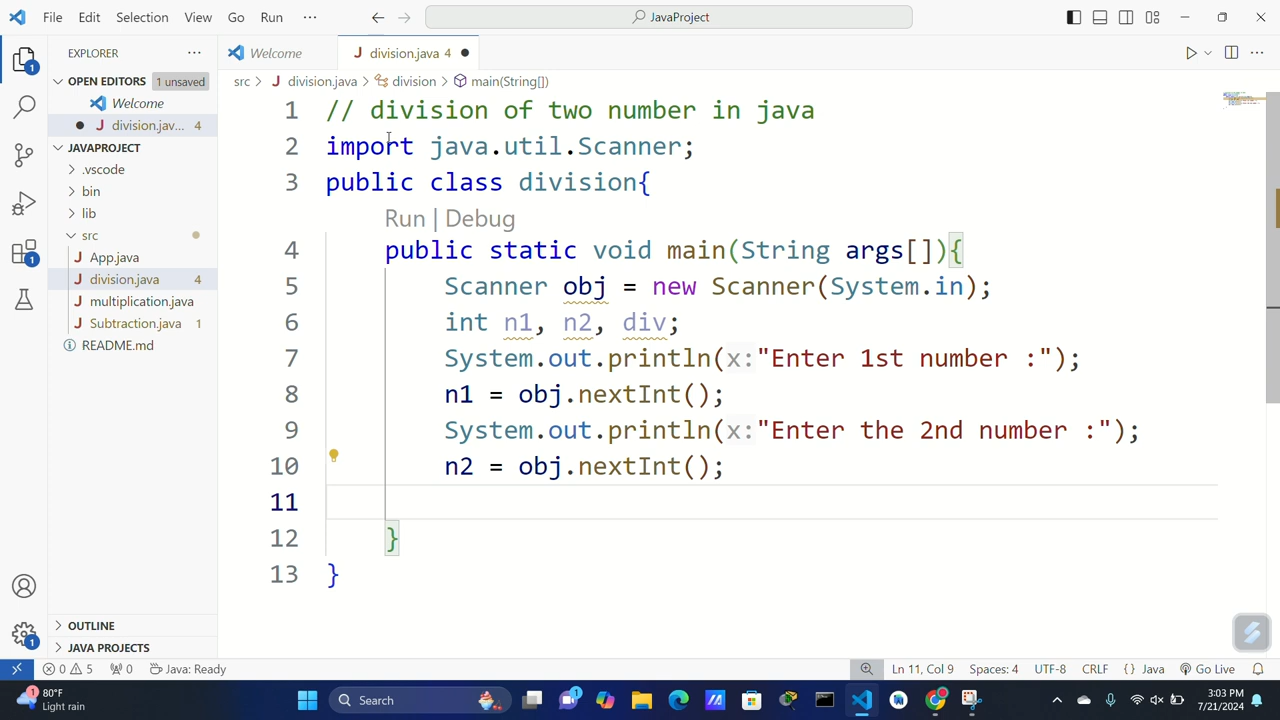 File Edit Selection View Go Run ··· JavaProject
EXPLORER ···
OPEN EDITORS 1 unsaved
Welcome
division.jav... 4
JAVAPROJECT
.vscode
bin
lib
src
App.java
division.java 4
multiplication.java
Subtraction.java 1
README.md
OUTLINE
JAVA PROJECTS
1
1
1
Welcome division.java 4
src > division.java > division > main(String[])
1 // division of two number in java
2 import java.util.Scanner;
3 public class division{
Run | Debug
4 public static void main(String args[]){
5 Scanner obj = new Scanner(System.in);
6 int n1, n2, div;
7 System.out.println(x:"Enter 1st number :");
8 n1 = obj.nextInt();
9 System.out.println(x:"Enter the 2nd number :");
10 n2 = obj.nextInt();
11
12 }
13 }
0 5 0 Java: Ready Ln 11, Col 9 Spaces: 4 UTF-8 CRLF {} Java Go Live
1 80°F
Light rain
Search
1
3:03 PM
7/21/2024